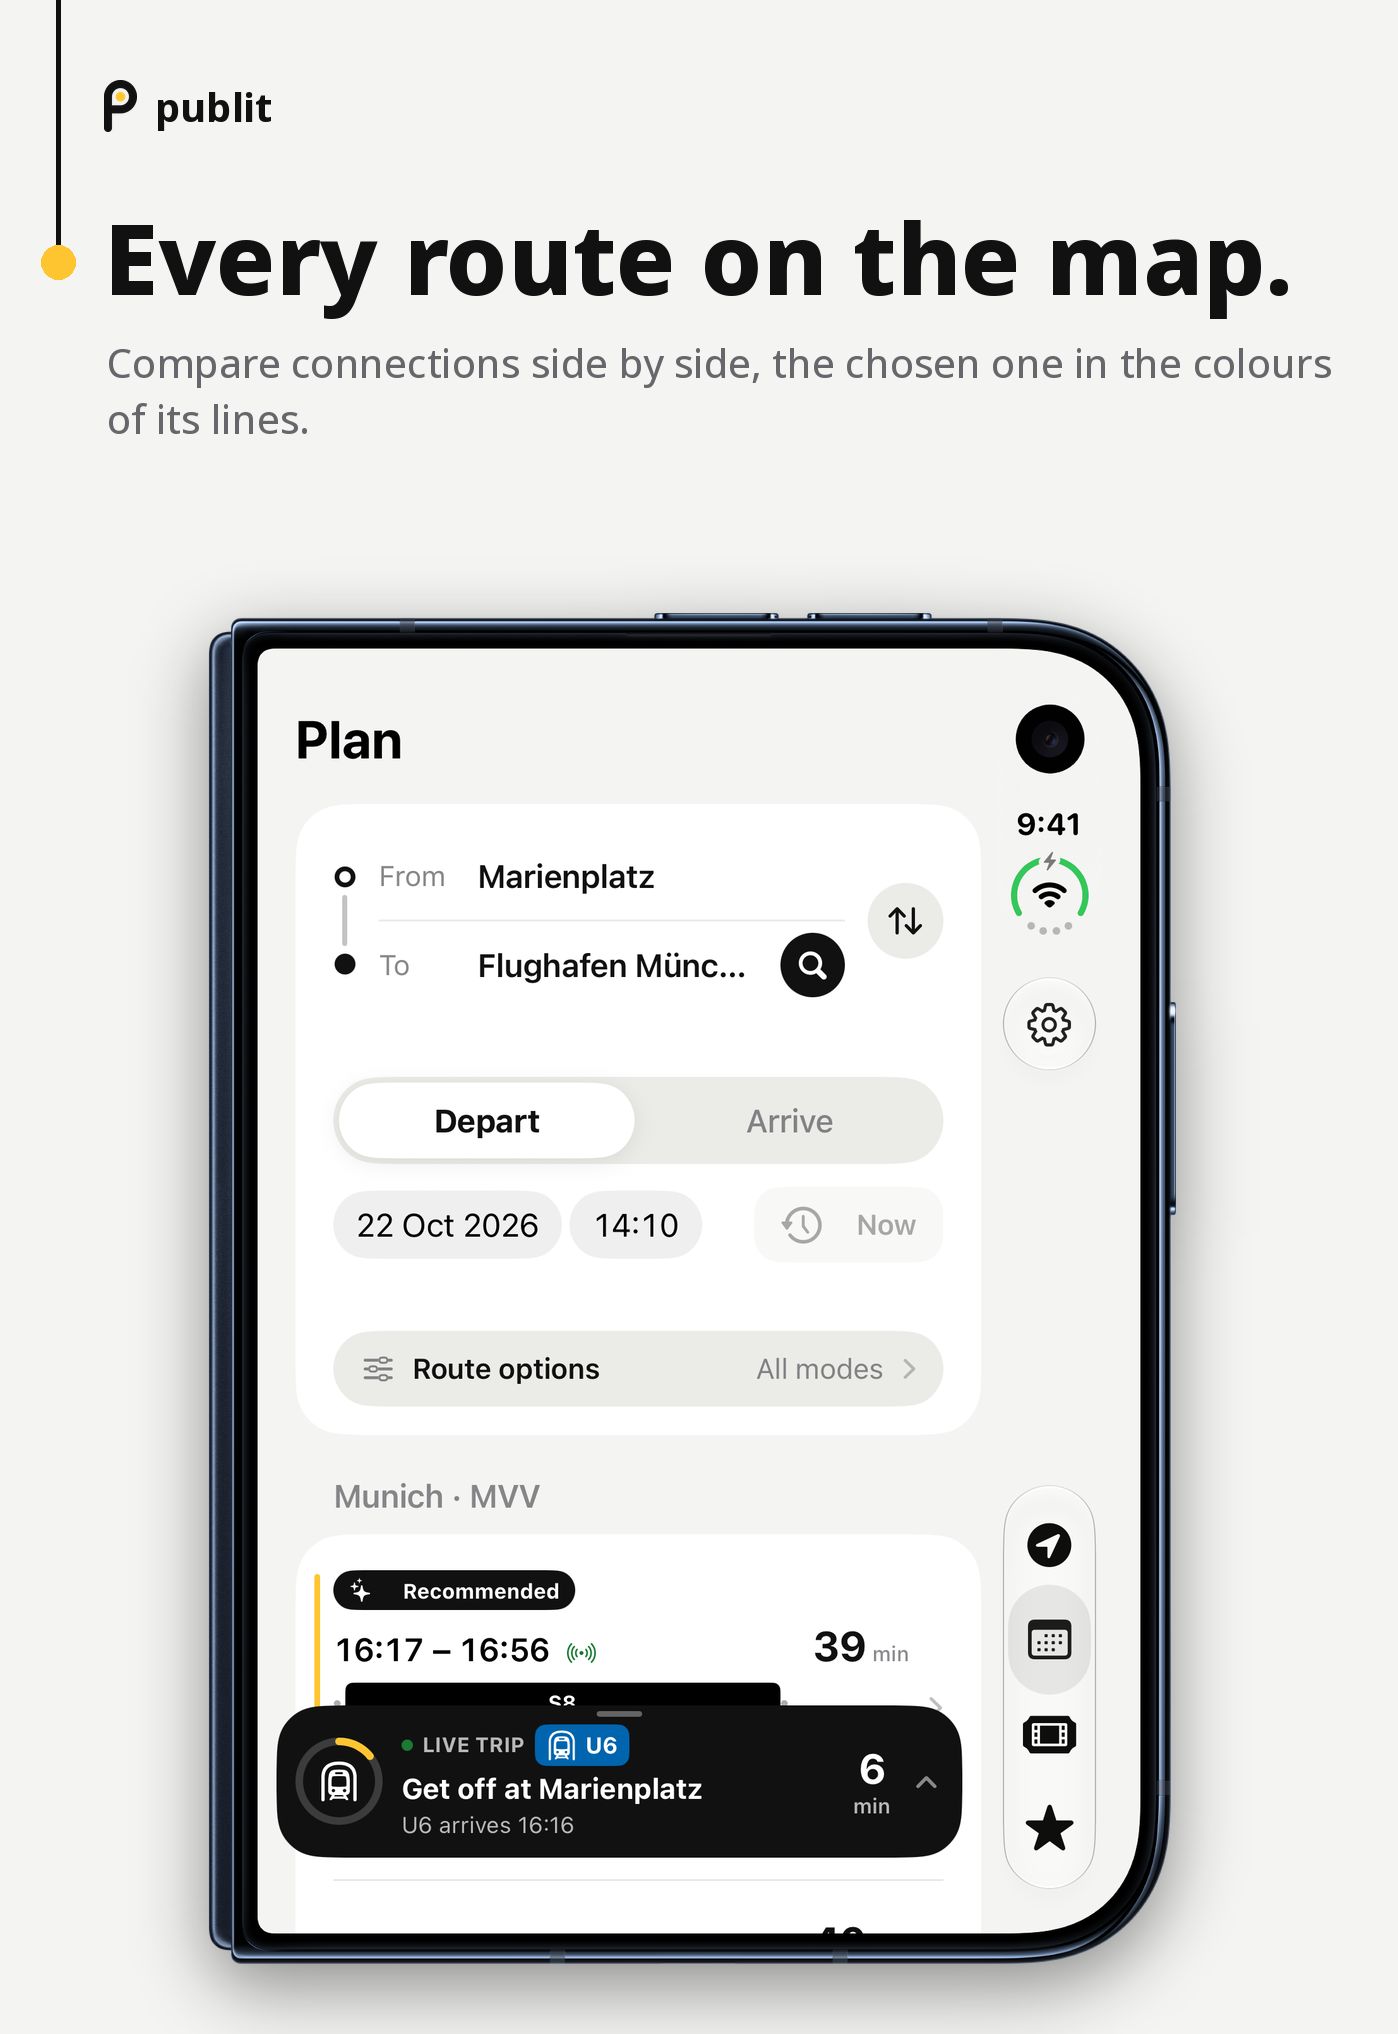 publit
Every route on the map.
Compare connections side by side, the chosen one in the colours
of its lines.
Plan
9:41
From Marienplatz
To Flughafen Münc...
Depart Arrive
22 Oct 2026 14:10 Now
Route options All modes
Munich · MVV
Recommended
16:17 – 16:56 39 min
S8
LIVE TRIP U6
Get off at Marienplatz
U6 arrives 16:16
6
min